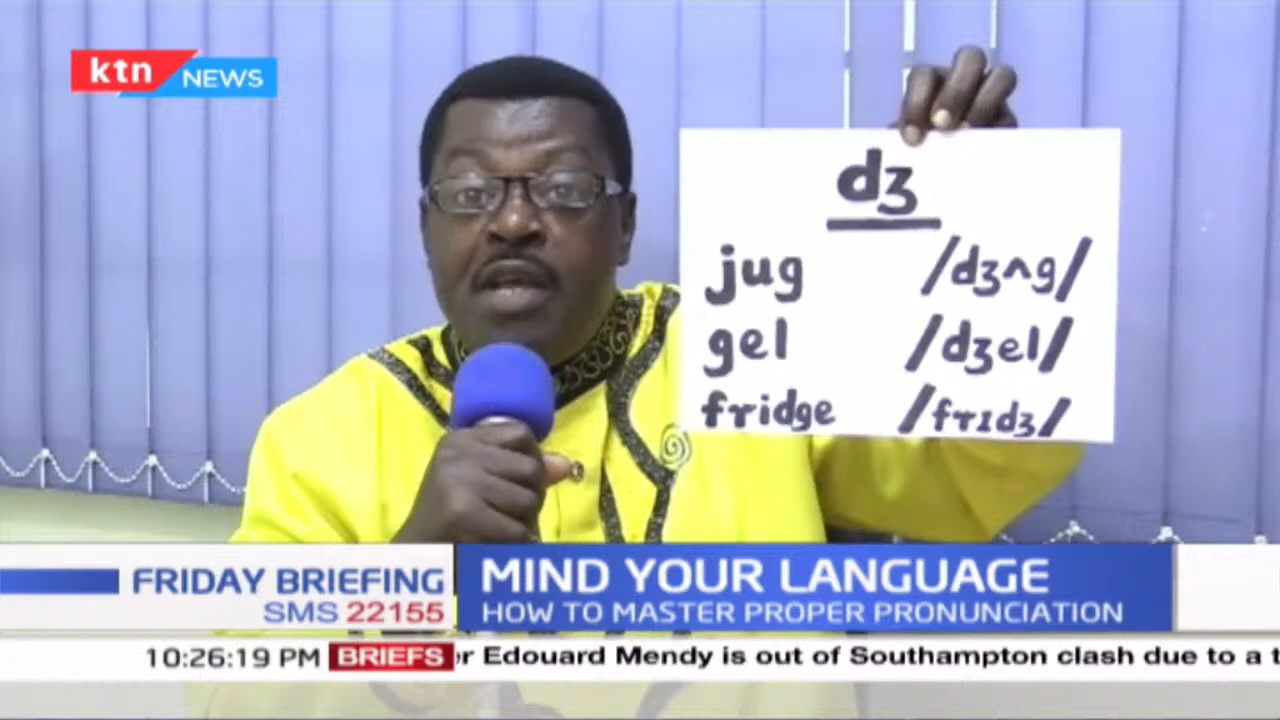 ktn NEWS
dʒ
jug /dʒʌg/
gel /dʒel/
fridge /frɪdʒ/
FRIDAY BRIEFING
SMS 22155
MIND YOUR LANGUAGE
HOW TO MASTER PROPER PRONUNCIATION
10:26:19 PM BRIEFS Edouard Mendy is out of Southampton clash due to a